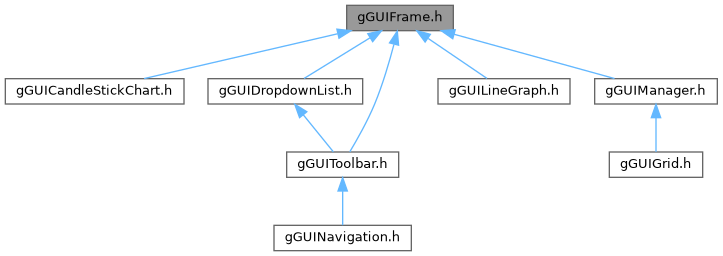 gGUIFrame.h
gGUICandleStickChart.h
gGUIDropdownList.h
gGUILineGraph.h
gGUIManager.h
gGUIToolbar.h
gGUIGrid.h
gGUINavigation.h